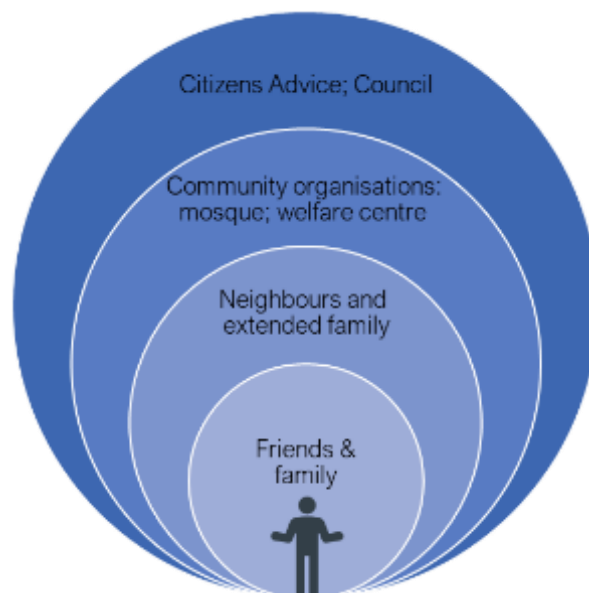 Citizens Advice; Council
Community organisations:
mosque; welfare centre
Neighbours and
extended family
Friends &
family